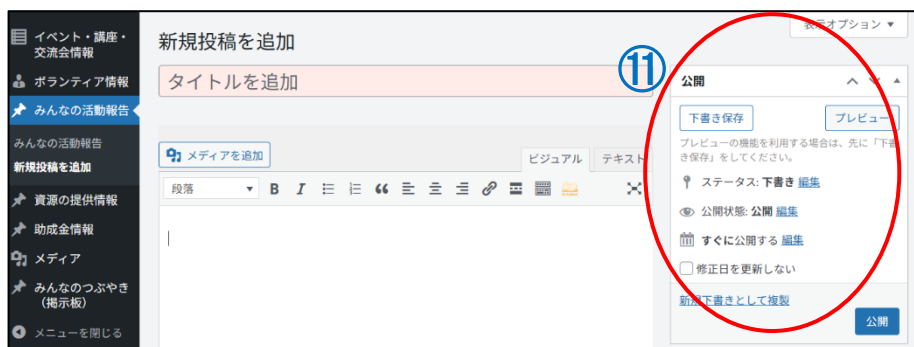 イベント・講座・
交流会情報
ボランティア情報
みんなの活動報告
みんなの活動報告
新規投稿を追加
資源の提供情報
助成金情報
メディア
みんなのつぶやき
(掲示板)
メニューを閉じる
表示オプション ▼
新規投稿を追加
タイトルを追加
メディアを追加
ビジュアル テキスト
段落 B I
⑪
公開
下書き保存 プレビュー
プレビューの機能を利用する場合は、先に「下書
き保存」をしてください。
ステータス: 下書き 編集
公開状態: 公開 編集
すぐに公開する 編集
修正日を更新しない
新規下書きとして複製
公開